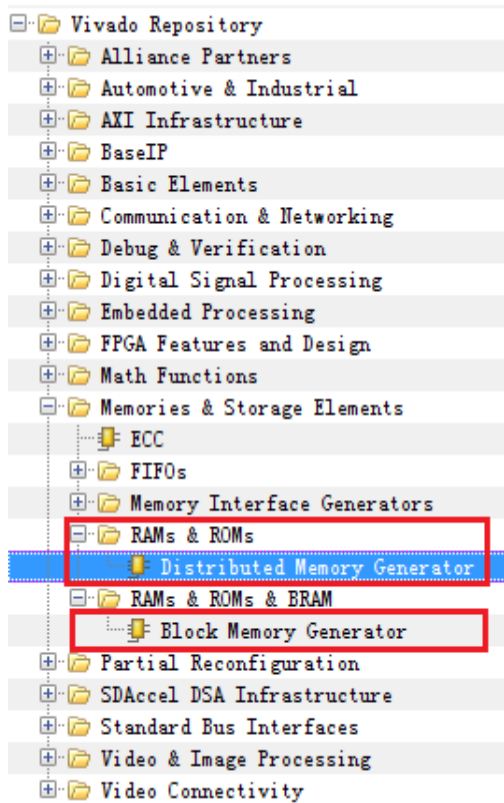 Vivado Repository
Alliance Partners
Automotive & Industrial
AXI Infrastructure
BaseIP
Basic Elements
Communication & Networking
Debug & Verification
Digital Signal Processing
Embedded Processing
FPGA Features and Design
Math Functions
Memories & Storage Elements
ECC
FIFOs
Memory Interface Generators
RAMs & ROMs
Distributed Memory Generator
RAMs & ROMs & BRAM
Block Memory Generator
Partial Reconfiguration
SDAccel DSA Infrastructure
Standard Bus Interfaces
Video & Image Processing
Video Connectivity